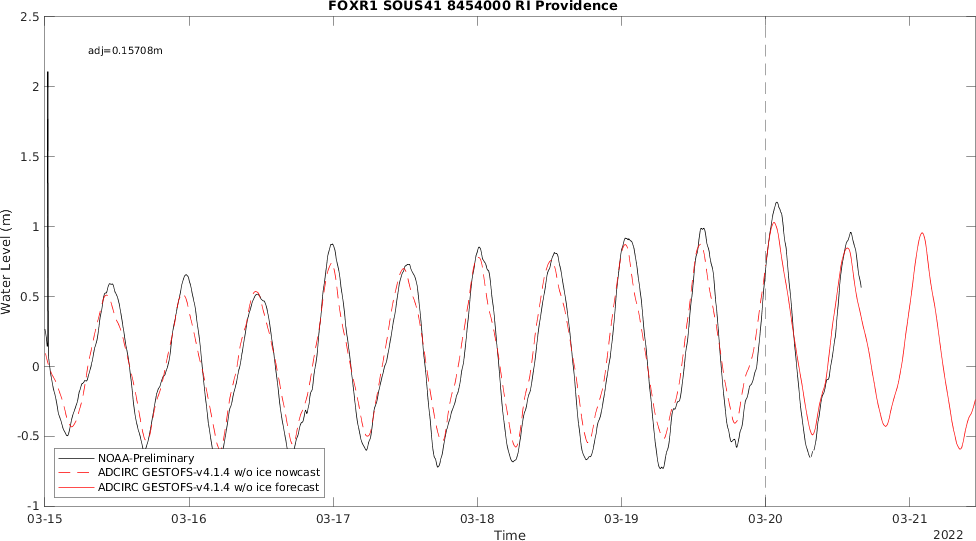 FOXR1 SOUS41 8454000 RI Providence
2.5
adj=0.15708m
2
1.5
1
0.5
0
-0.5
-1
Water Level (m)
NOAA-Preliminary
ADCIRC GESTOFS-v4.1.4 w/o ice nowcast
ADCIRC GESTOFS-v4.1.4 w/o ice forecast
03-15 03-16 03-17 03-18 03-19 03-20 03-21
Time
2022